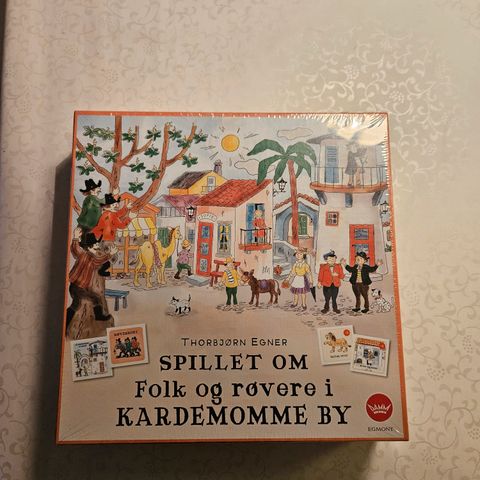 THORBJØRN EGNER
SPILLET OM
Folk og røvere i
KARDEMOMME BY
EGMONT